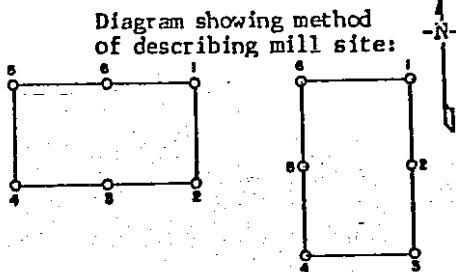 Diagram showing method
of describing mill site:
-N-
5 6 1
4 3 2
6 1
5 2
4 3